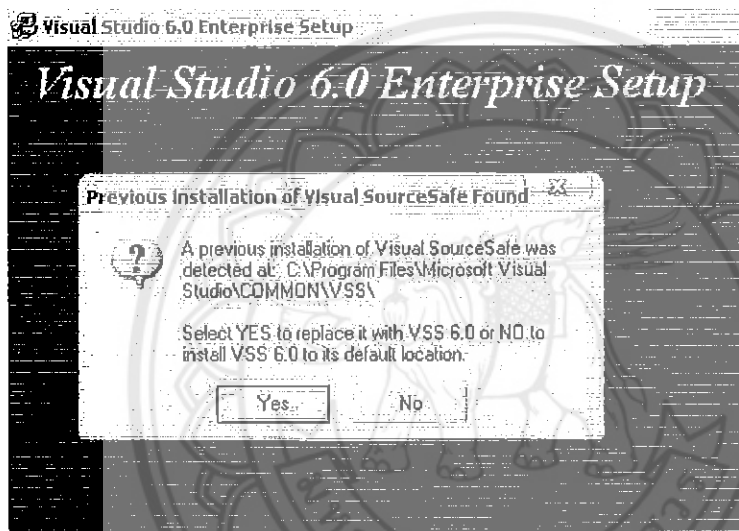 Visual Studio 6.0 Enterprise Setup
Visual Studio 6.0 Enterprise Setup
Previous Installation of Visual SourceSafe Found
A previous installation of Visual SourceSafe was
detected at: C:\Program Files\Microsoft Visual
Studio\COMMON\VSS\
Select YES to replace it with VSS 6.0 or NO to
install VSS 6.0 to its default location.
Yes
No